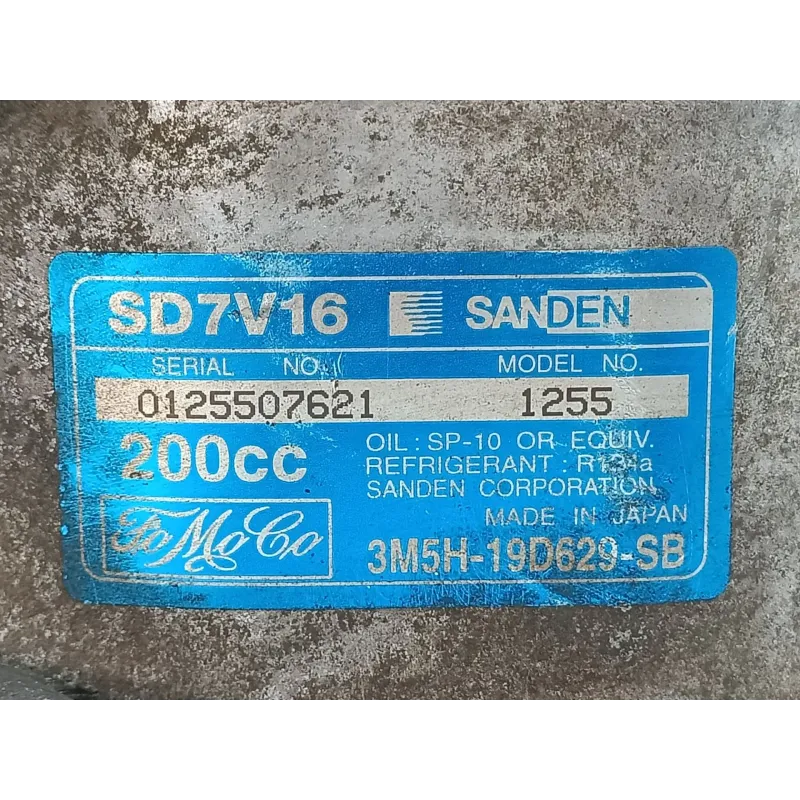 SD7V16 SANDEN
SERIAL NO. MODEL NO.
0125507621 1255
200cc OIL : SP-10 OR EQUIV.
REFRIGERANT : R134a
SANDEN CORPORATION.
MADE IN JAPAN
FoMoCo 3M5H-19D629-SB